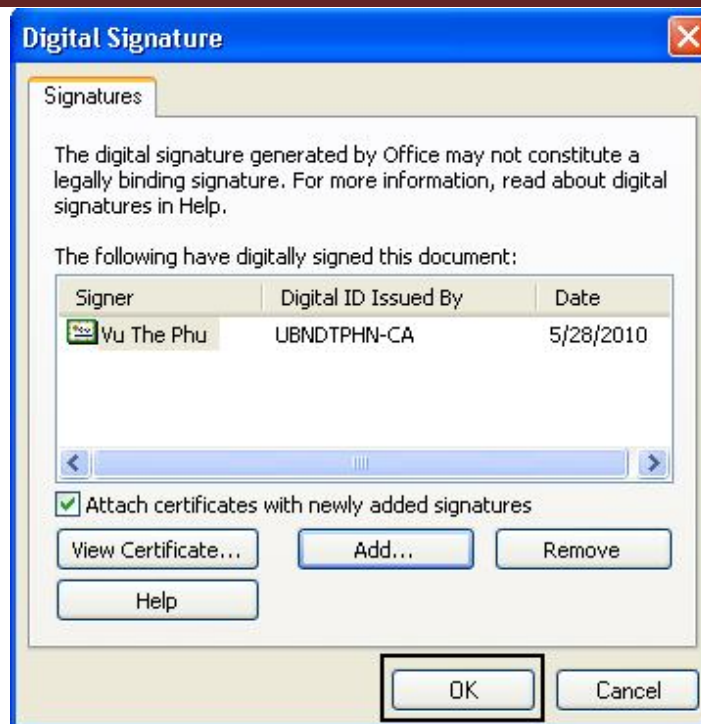 Digital Signature
Signatures
The digital signature generated by Office may not constitute a
legally binding signature. For more information, read about digital
signatures in Help.
The following have digitally signed this document:
Signer Digital ID Issued By Date
Vu The Phu UBNDTPHN-CA 5/28/2010
Attach certificates with newly added signatures
View Certificate... Add... Remove
Help
OK Cancel